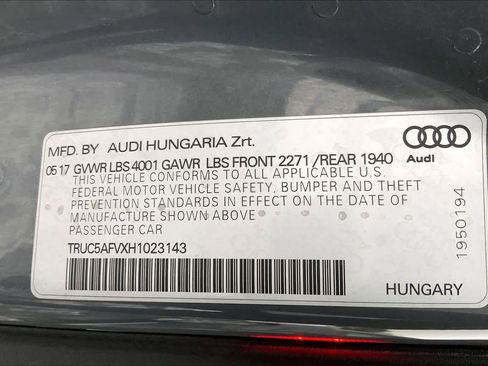 MFD. BY AUDI HUNGARIA Zrt.
0517 GVWR LBS 4001 GAWR LBS FRONT 2271 /REAR 1940
THIS VEHICLE CONFORMS TO ALL APPLICABLE U.S.
FEDERAL MOTOR VEHICLE SAFETY, BUMPER AND THEFT
PREVENTION STANDARDS IN EFFECT ON THE DATE OF
MANUFACTURE SHOWN ABOVE
PASSENGER CAR
TRUC5AFVXH1023143
Audi
1950194
HUNGARY